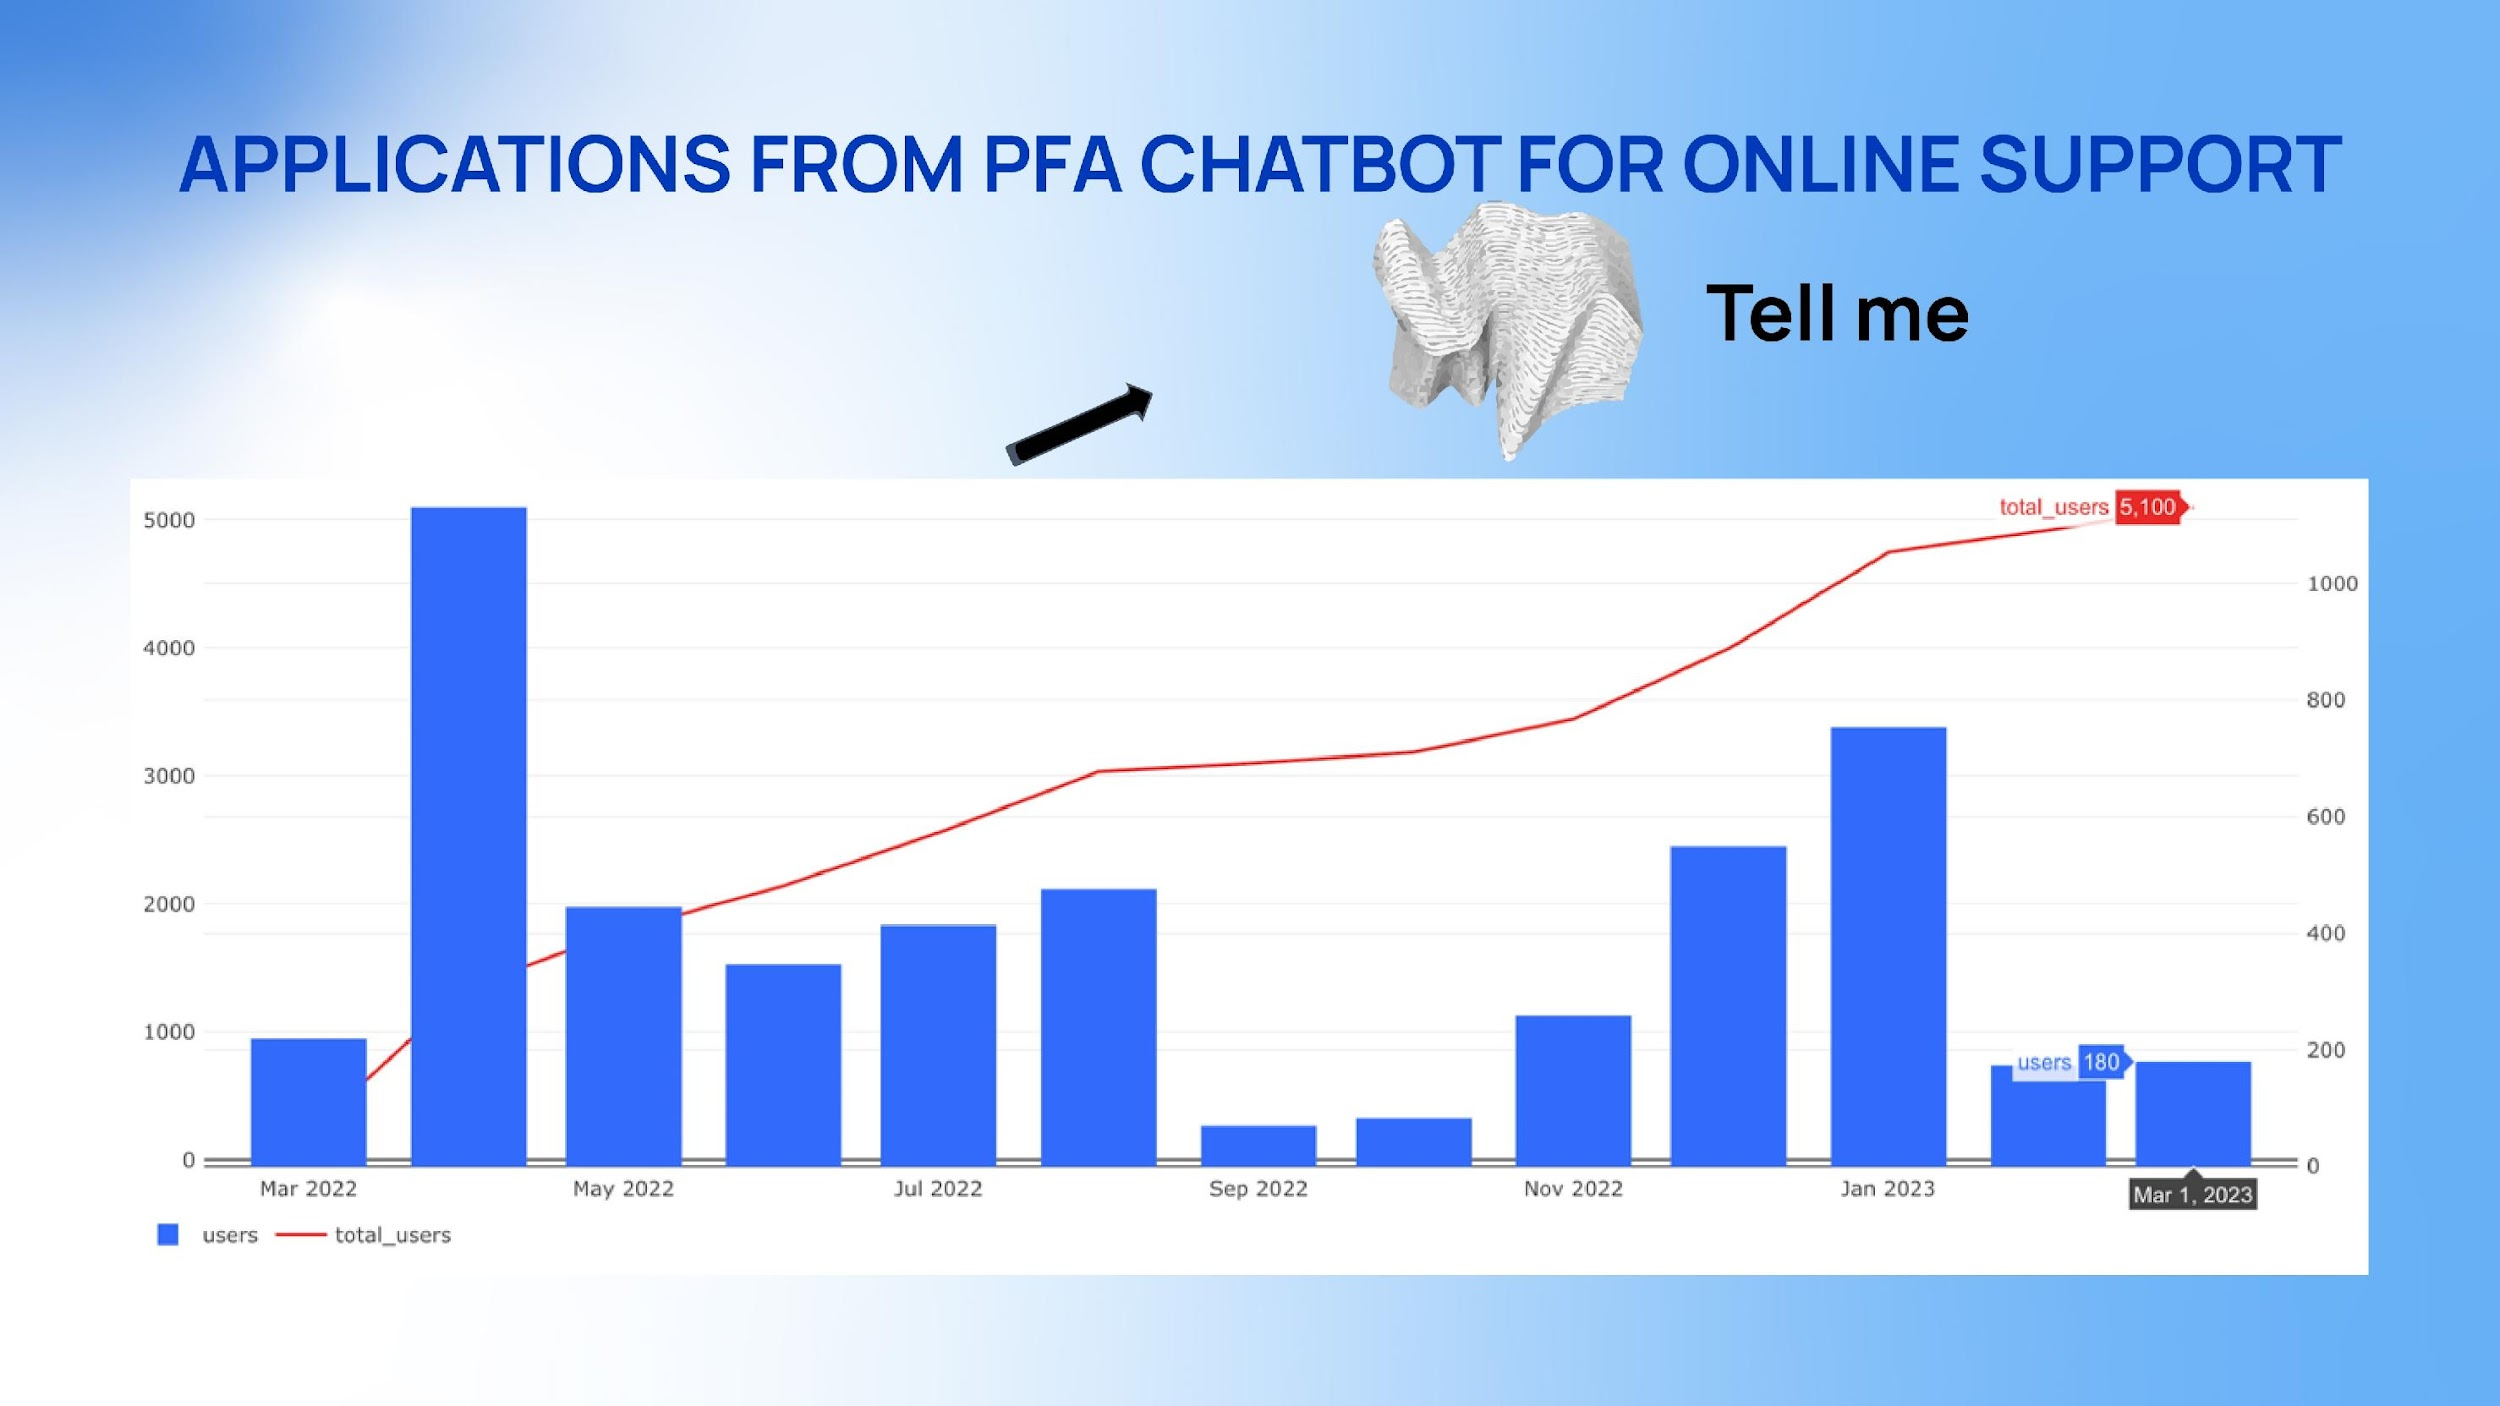 APPLICATIONS FROM PFA CHATBOT FOR ONLINE SUPPORT
Tell me
total_users 5,100
5000
4000
3000
2000
1000
0
1000
800
600
400
200
0
users 180
Mar 2022
May 2022
Jul 2022
Sep 2022
Nov 2022
Jan 2023
Mar 1, 2023
users
total_users